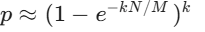 p ≈ (1 − e^{−kN/M})^k